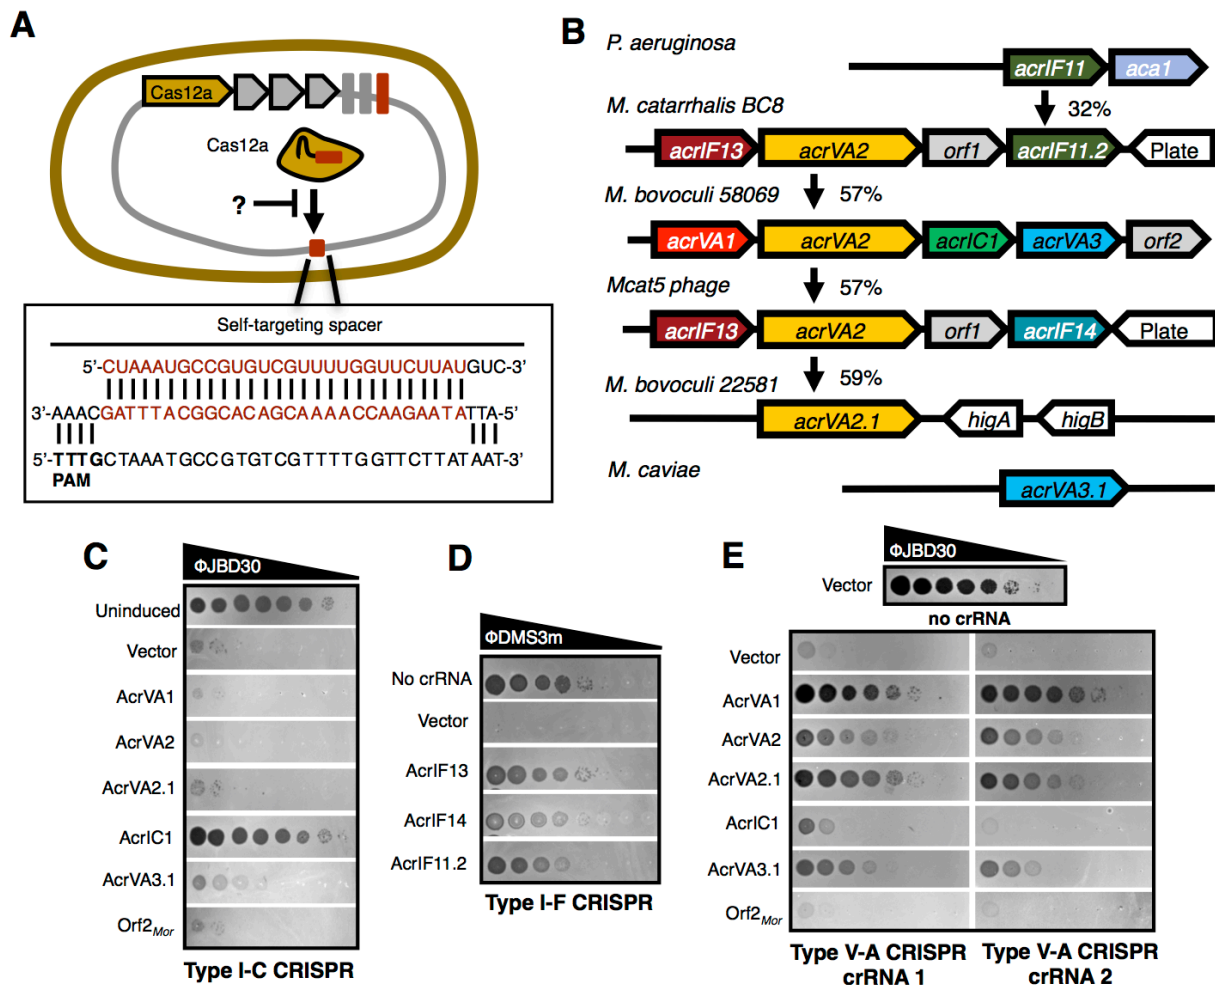 A
Cas12a
Cas12a
?
Self-targeting spacer
5'-CUAAAUGCCGUGUCGUUUUGGUUCUUAUGUC-3'
3'-AAACGATTTACGGCACAGCAAAACCAAGAATATTA-5'
5'-TTTGCTAAATGCCGTGTCGTTTTGGTTCTTATAAT-3'
PAM
B
P. aeruginosa
acrIF11 aca1
32%
M. catarrhalis BC8
acrIF13 acrVA2 orf1 acrIF11.2 Plate
57%
M. bovoculi 58069
acrVA1 acrVA2 acrIC1 acrVA3 orf2
57%
Mcat5 phage
acrIF13 acrVA2 orf1 acrIF14 Plate
59%
M. bovoculi 22581
acrVA2.1 higA higB
M. caviae
acrVA3.1
C
ΦJBD30
Uninduced
Vector
AcrVA1
AcrVA2
AcrVA2.1
AcrIC1
AcrVA3.1
Orf2Mor
Type I-C CRISPR
D
ΦDMS3m
No crRNA
Vector
AcrIF13
AcrIF14
AcrIF11.2
Type I-F CRISPR
E
ΦJBD30
Vector
no crRNA
Vector
AcrVA1
AcrVA2
AcrVA2.1
AcrIC1
AcrVA3.1
Orf2Mor
Type V-A CRISPR
crRNA 1
Type V-A CRISPR
crRNA 2